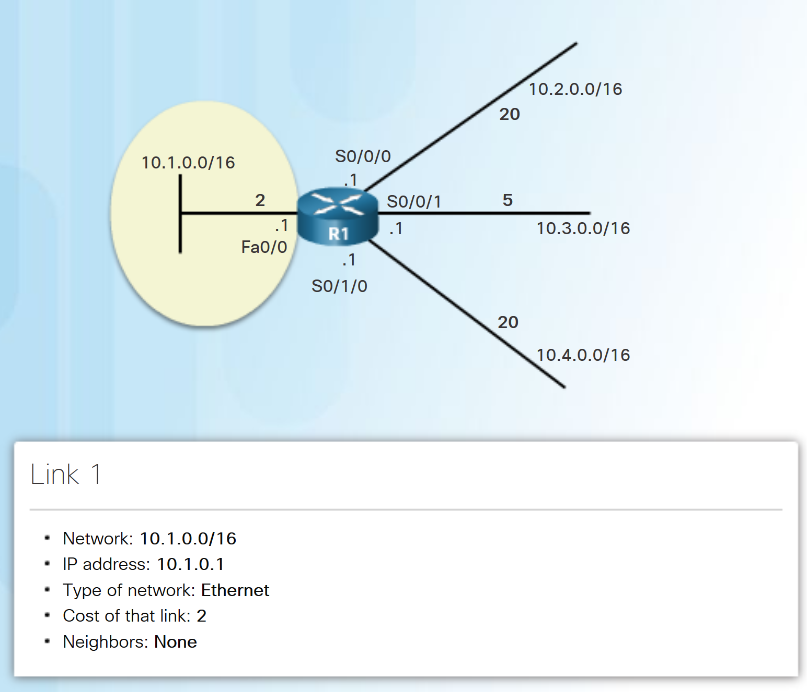 10.2.0.0/16
20
S0/0/0
.1
10.1.0.0/16
2
S0/0/1
5
.1
R1
.1
10.3.0.0/16
Fa0/0
.1
S0/1/0
20
10.4.0.0/16
Link 1
• Network: 10.1.0.0/16
• IP address: 10.1.0.1
• Type of network: Ethernet
• Cost of that link: 2
• Neighbors: None